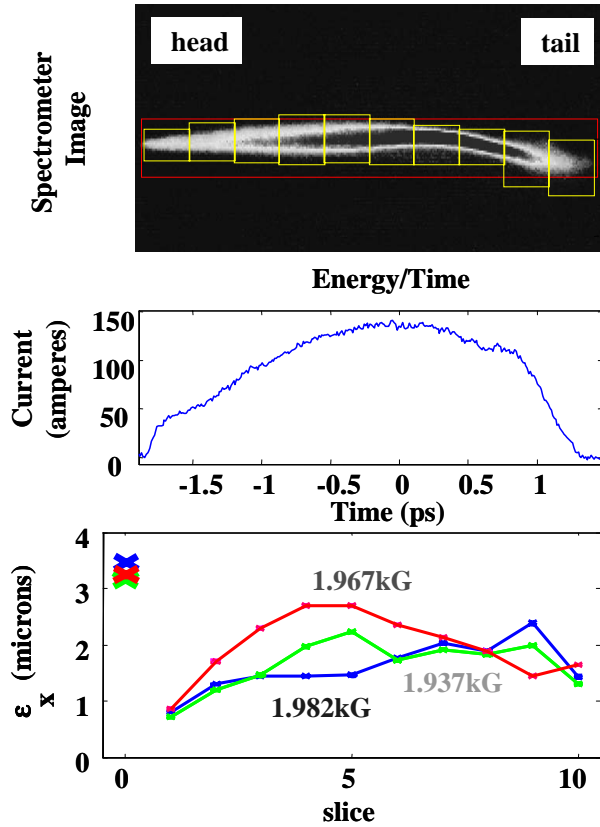 head
tail
Spectrometer
Image
Energy/Time
Current
(amperes)
150
100
50
0
-1.5
-1
-0.5
0
0.5
1
Time (ps)
εx (microns)
4
3
2
1
0
1.967kG
1.937kG
1.982kG
0
5
10
slice